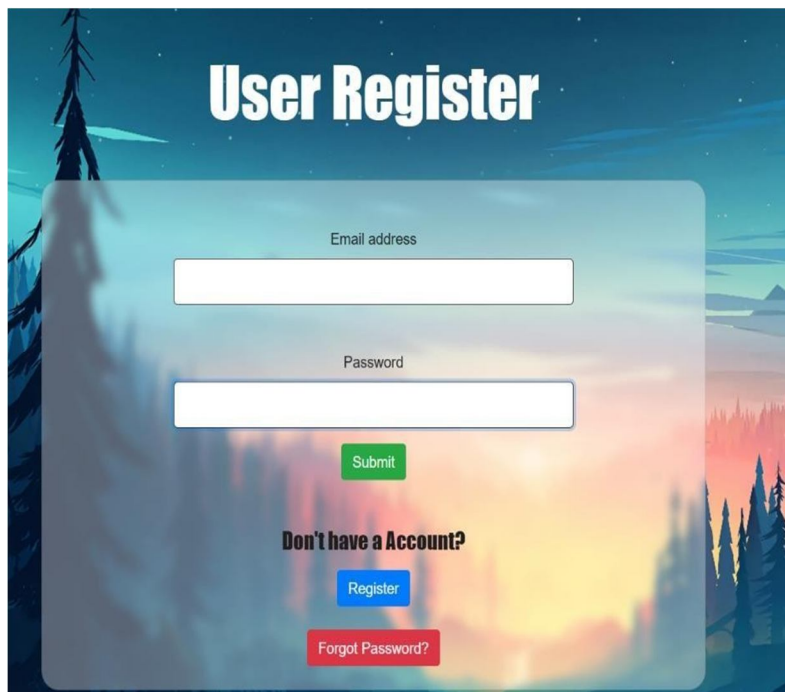 User Register
Email address
Password
Submit
Don't have a Account?
Register
Forgot Password?